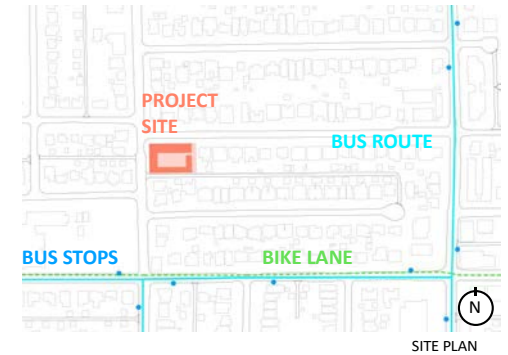 PROJECT
SITE
BUS ROUTE
BUS STOPS
BIKE LANE
N
SITE PLAN